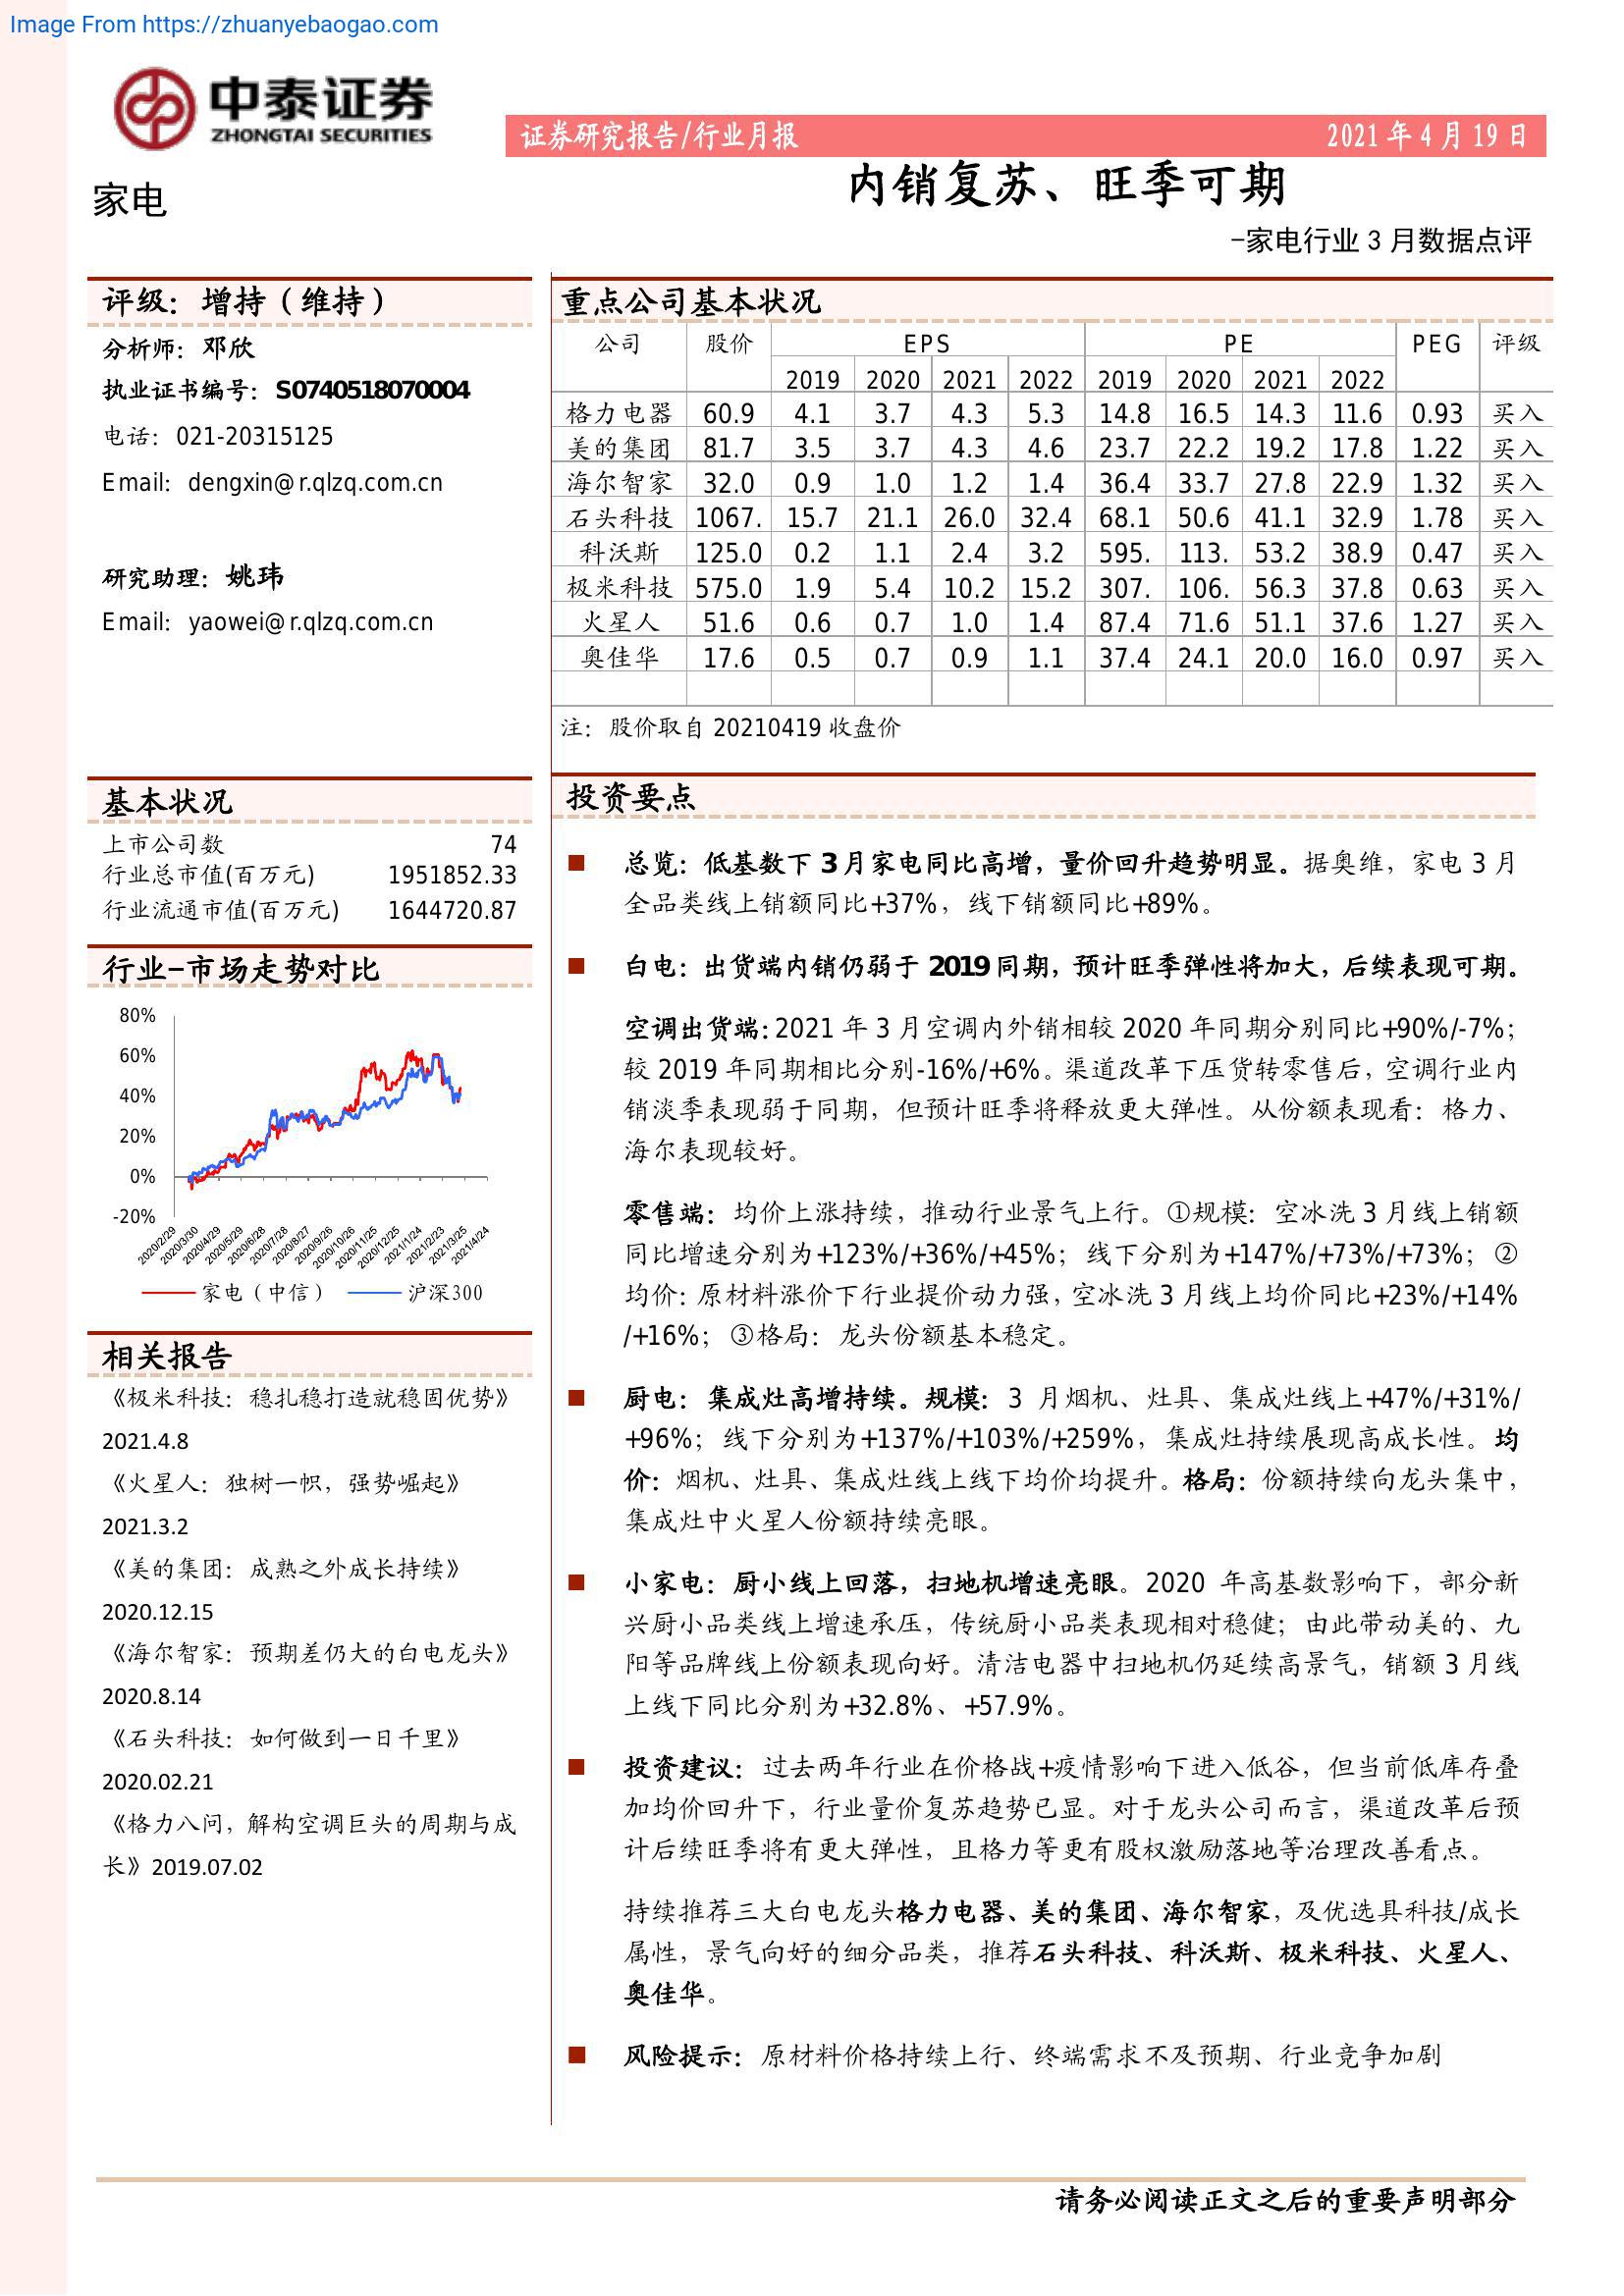 Image From https://zhuanyebaogao.com
中泰证券
ZHONGTAI SECURITIES
证券研究报告/行业月报 2021 年 4 月 19 日
家电
内销复苏、旺季可期
-家电行业 3 月数据点评
评级：增持（维持）
分析师：邓欣
执业证书编号：S0740518070004
电话：021-20315125
Email：dengxin@r.qlzq.com.cn
研究助理：姚玮
Email：yaowei@r.qlzq.com.cn
基本状况
上市公司数 74
行业总市值(百万元) 1951852.33
行业流通市值(百万元) 1644720.87
行业-市场走势对比
80%
60%
40%
20%
0%
-20%
2020/2/29 2020/3/30 2020/4/29 2020/5/29 2020/6/28 2020/7/28 2020/8/27 2020/9/26 2020/10/26 2020/11/25 2020/12/25 2021/1/24 2021/2/23 2021/3/25 2021/4/24
家电（中信） 沪深300
相关报告
《极米科技：稳扎稳打造就稳固优势》
2021.4.8
《火星人：独树一帜，强势崛起》
2021.3.2
《美的集团：成熟之外成长持续》
2020.12.15
《海尔智家：预期差仍大的白电龙头》
2020.8.14
《石头科技：如何做到一日千里》
2020.02.21
《格力八问，解构空调巨头的周期与成
长》2019.07.02
重点公司基本状况
公司 股价 EPS PE PEG 评级
2019 2020 2021 2022 2019 2020 2021 2022
格力电器 60.9 4.1 3.7 4.3 5.3 14.8 16.5 14.3 11.6 0.93 买入
美的集团 81.7 3.5 3.7 4.3 4.6 23.7 22.2 19.2 17.8 1.22 买入
海尔智家 32.0 0.9 1.0 1.2 1.4 36.4 33.7 27.8 22.9 1.32 买入
石头科技 1067. 15.7 21.1 26.0 32.4 68.1 50.6 41.1 32.9 1.78 买入
科沃斯 125.0 0.2 1.1 2.4 3.2 595. 113. 53.2 38.9 0.47 买入
极米科技 575.0 1.9 5.4 10.2 15.2 307. 106. 56.3 37.8 0.63 买入
火星人 51.6 0.6 0.7 1.0 1.4 87.4 71.6 51.1 37.6 1.27 买入
奥佳华 17.6 0.5 0.7 0.9 1.1 37.4 24.1 20.0 16.0 0.97 买入
注：股价取自 20210419 收盘价
投资要点
■ 总览：低基数下 3 月家电同比高增，量价回升趋势明显。据奥维，家电 3 月
全品类线上销额同比+37%，线下销额同比+89%。
■ 白电：出货端内销仍弱于 2019 同期，预计旺季弹性将加大，后续表现可期。
空调出货端：2021 年 3 月空调内外销相较 2020 年同期分别同比+90%/-7%；
较 2019 年同期相比分别-16%/+6%。渠道改革下压货转零售后，空调行业内
销淡季表现弱于同期，但预计旺季将释放更大弹性。从份额表现看：格力、
海尔表现较好。
零售端：均价上涨持续，推动行业景气上行。①规模：空冰洗 3 月线上销额
同比增速分别为+123%/+36%/+45%；线下分别为+147%/+73%/+73%；②
均价：原材料涨价下行业提价动力强，空冰洗 3 月线上均价同比+23%/+14%
/+16%；③格局：龙头份额基本稳定。
■ 厨电：集成灶高增持续。规模：3 月烟机、灶具、集成灶线上+47%/+31%/
+96%；线下分别为+137%/+103%/+259%，集成灶持续展现高成长性。均
价：烟机、灶具、集成灶线上线下均价均提升。格局：份额持续向龙头集中，
集成灶中火星人份额持续亮眼。
■ 小家电：厨小线上回落，扫地机增速亮眼。2020 年高基数影响下，部分新
兴厨小品类线上增速承压，传统厨小品类表现相对稳健；由此带动美的、九
阳等品牌线上份额表现向好。清洁电器中扫地机仍延续高景气，销额 3 月线
上线下同比分别为+32.8%、+57.9%。
■ 投资建议：过去两年行业在价格战+疫情影响下进入低谷，但当前低库存叠
加均价回升下，行业量价复苏趋势已显。对于龙头公司而言，渠道改革后预
计后续旺季将有更大弹性，且格力等更有股权激励落地等治理改善看点。
持续推荐三大白电龙头格力电器、美的集团、海尔智家，及优选具科技/成长
属性，景气向好的细分品类，推荐石头科技、科沃斯、极米科技、火星人、
奥佳华。
■ 风险提示：原材料价格持续上行、终端需求不及预期、行业竞争加剧
请务必阅读正文之后的重要声明部分